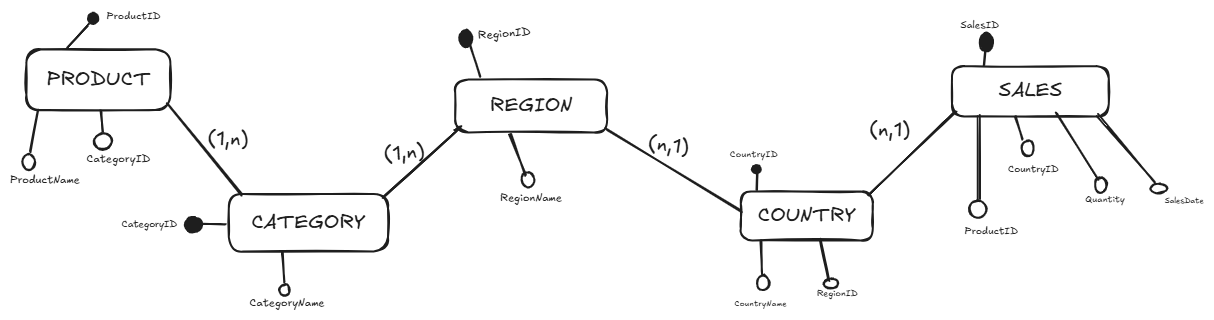 ProductID
PRODUCT
ProductName
CategoryID
(1,n)
CategoryID
CATEGORY
CategoryName
(1,n)
RegionID
REGION
RegionName
(n,1)
CountryID
COUNTRY
CountryName
RegionID
(n,1)
SalesID
SALES
ProductID
CountryID
Quantity
SalesDate